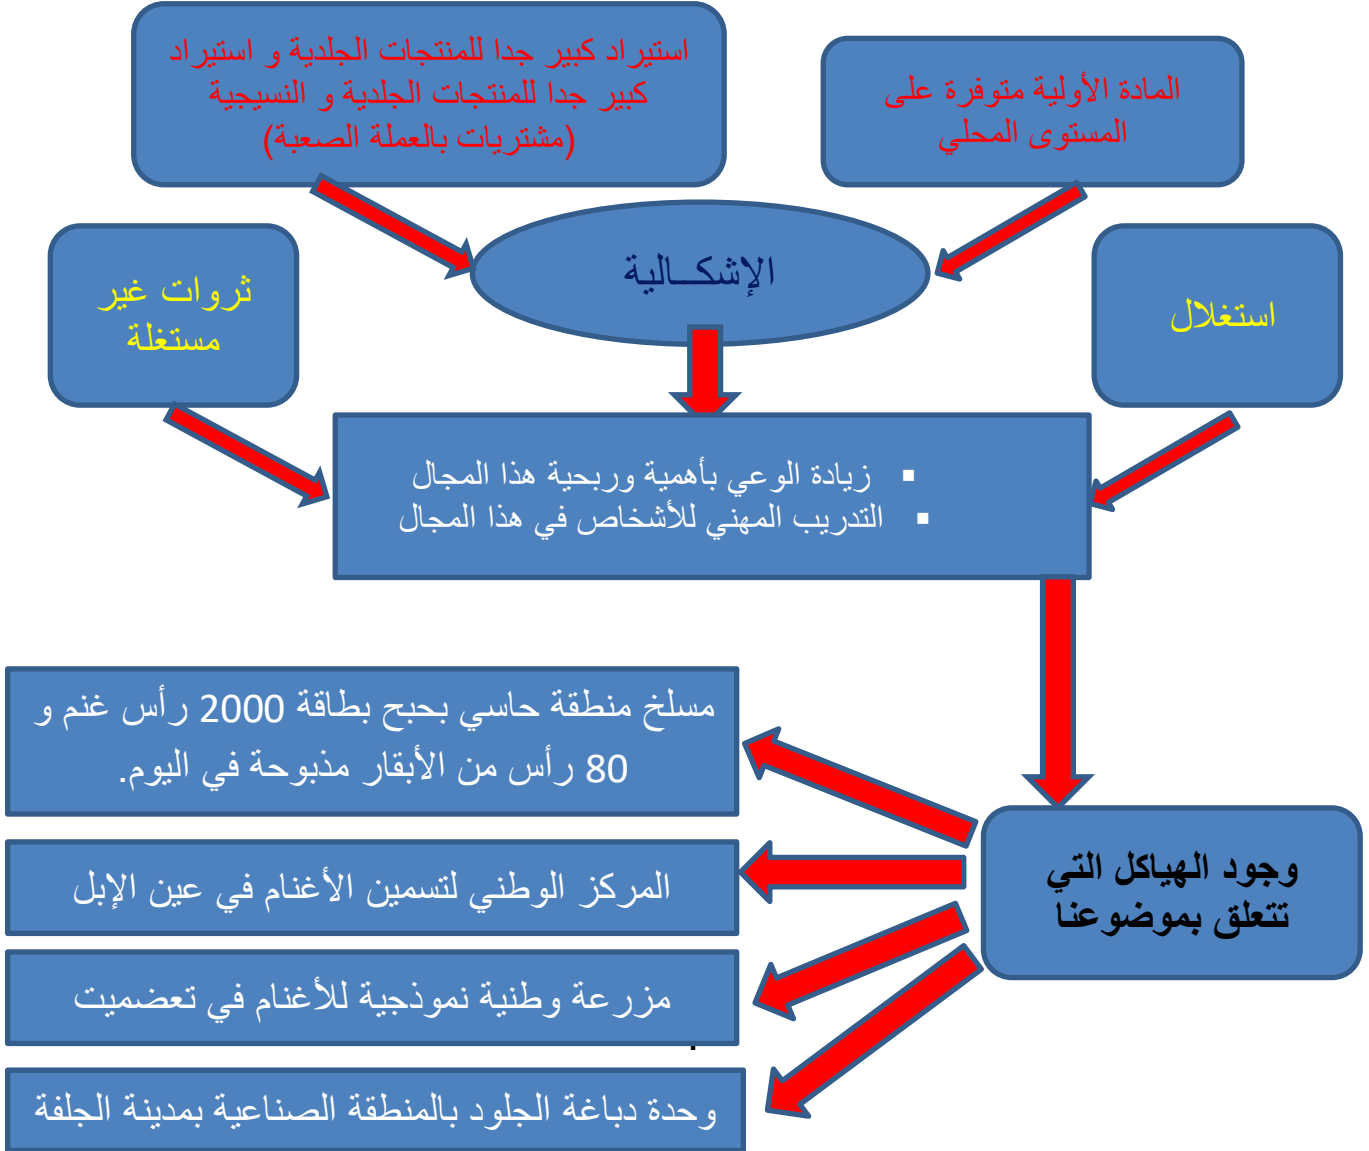 استيراد كبير جدا للمنتجات الجلدية و استيراد
كبير جدا للمنتجات الجلدية و النسيجية
(مشتريات بالعملة الصعبة)
المادة الأولية متوفرة على
المستوى المحلي
الإشكــالية
ثروات غير
مستغلة
استغلال
▪ زيادة الوعي بأهمية وربحية هذا المجال
▪ التدريب المهني للأشخاص في هذا المجال
مسلخ منطقة حاسي بحبح بطاقة 2000 رأس غنم و
80 رأس من الأبقار مذبوحة في اليوم.
وجود الهياكل التي
تتعلق بموضوعنا
المركز الوطني لتسمين الأغنام في عين الإبل
مزرعة وطنية نموذجية للأغنام في تعضميت
وحدة دباغة الجلود بالمنطقة الصناعية بمدينة الجلفة